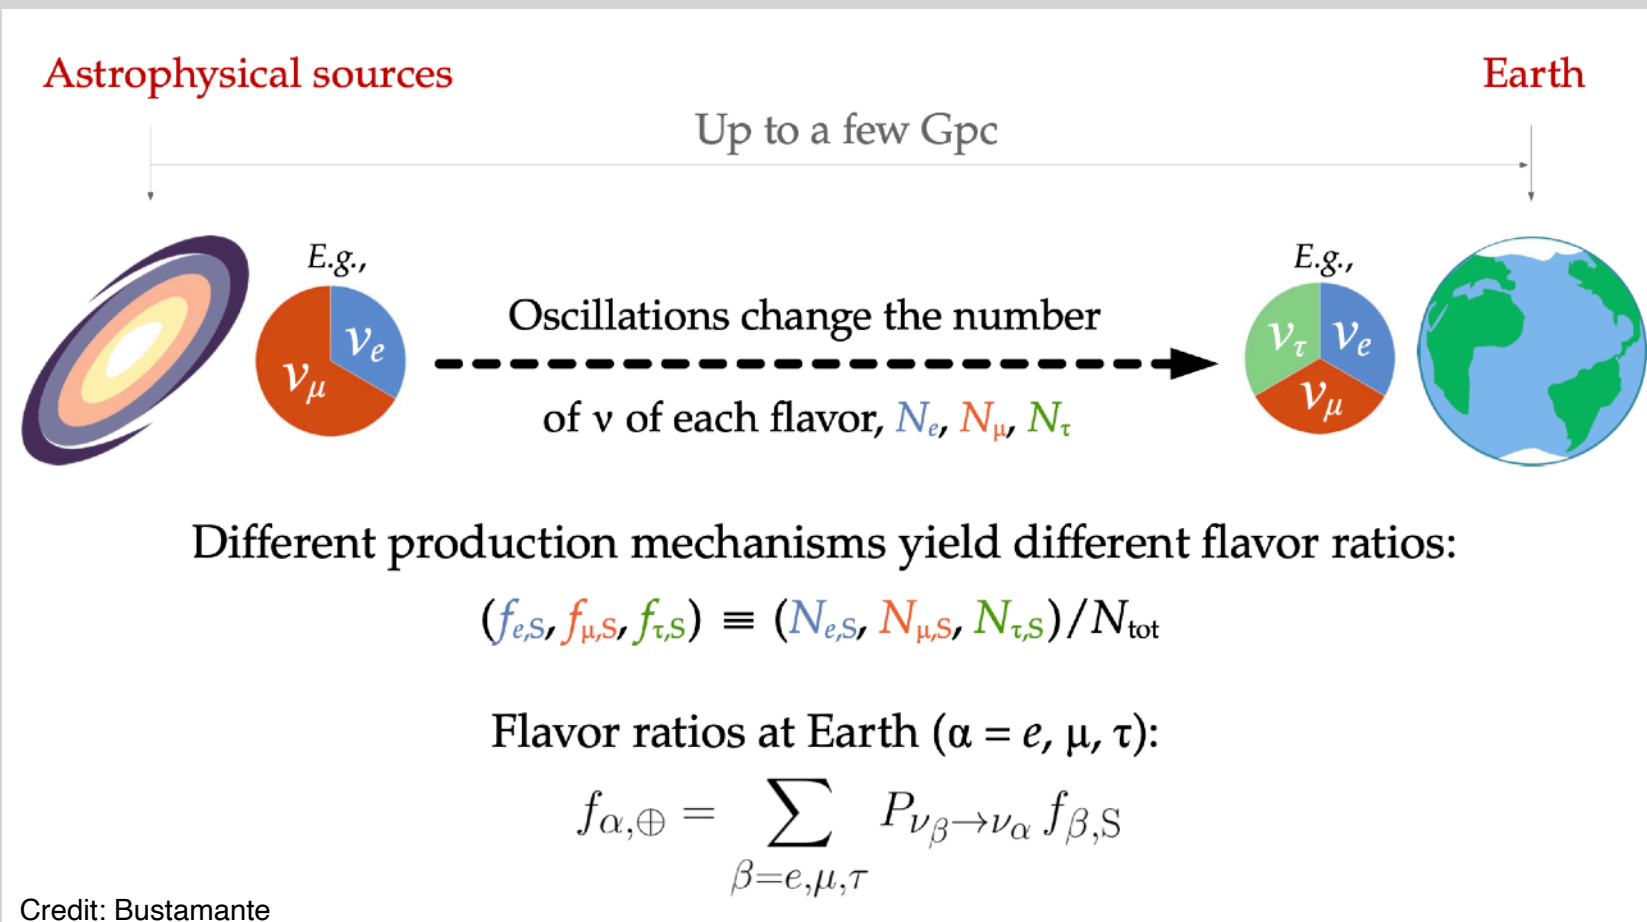 Astrophysical sources
Earth
Up to a few Gpc
E.g.,
E.g.,
νe
νμ
Oscillations change the number
of ν of each flavor, Ne, Nμ, Nτ
ντ
νe
νμ
Different production mechanisms yield different flavor ratios:
(fe,S, fμ,S, fτ,S) ≡ (Ne,S, Nμ,S, Nτ,S)/Ntot
Flavor ratios at Earth (α = e, μ, τ):
fα,⊕ = ∑β=e,μ,τ Pνβ→να fβ,S
Credit: Bustamante